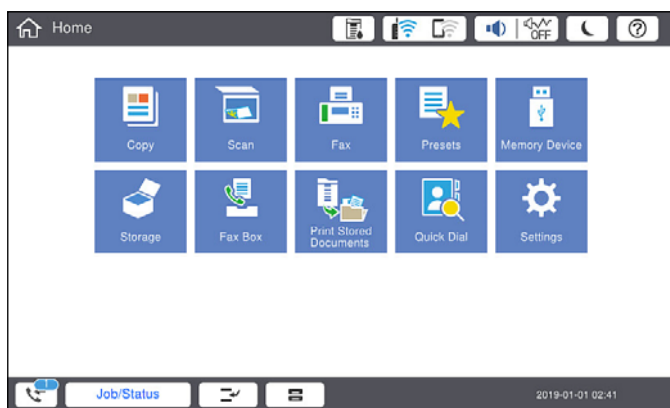 Home
OFF
Copy
Scan
Fax
Presets
Memory Device
Storage
Fax Box
Print Stored
Documents
Quick Dial
Settings
1
Job/Status
2019-01-01 02:41